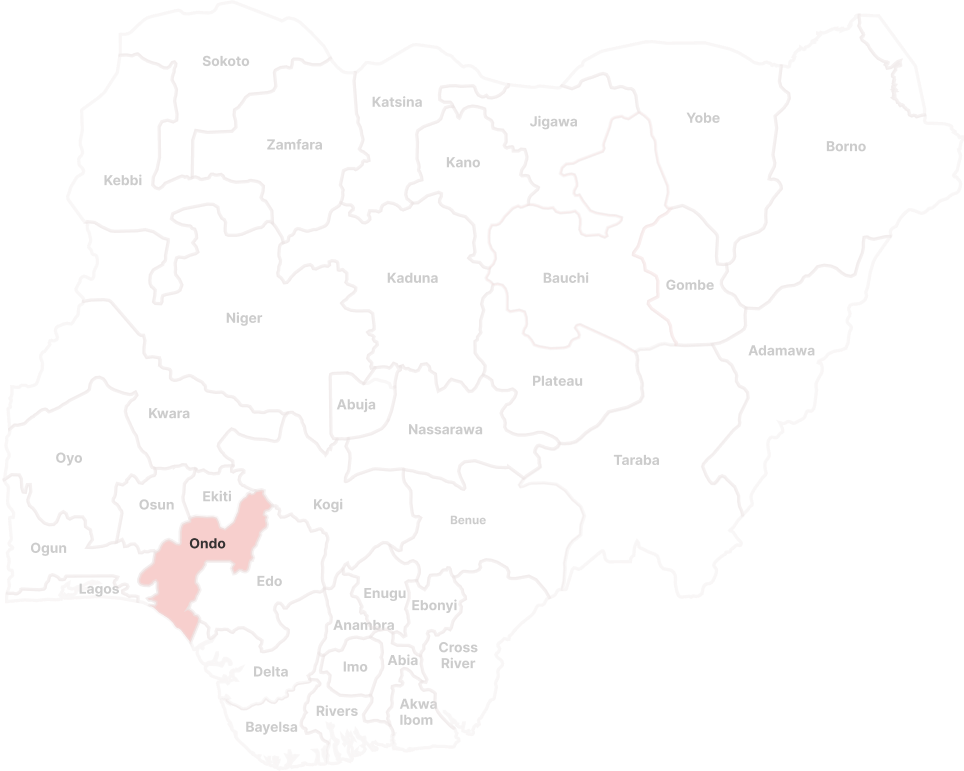 Sokoto
Katsina
Jigawa
Yobe
Borno
Zamfara
Kano
Kebbi
Kaduna
Bauchi
Gombe
Niger
Adamawa
Plateau
Abuja
Kwara
Nassarawa
Oyo
Taraba
Ekiti
Osun
Kogi
Benue
Ondo
Ogun
Edo
Lagos
Enugu
Ebonyi
Anambra
Cross
River
Abia
Imo
Delta
Akwa
Ibom
Rivers
Bayelsa